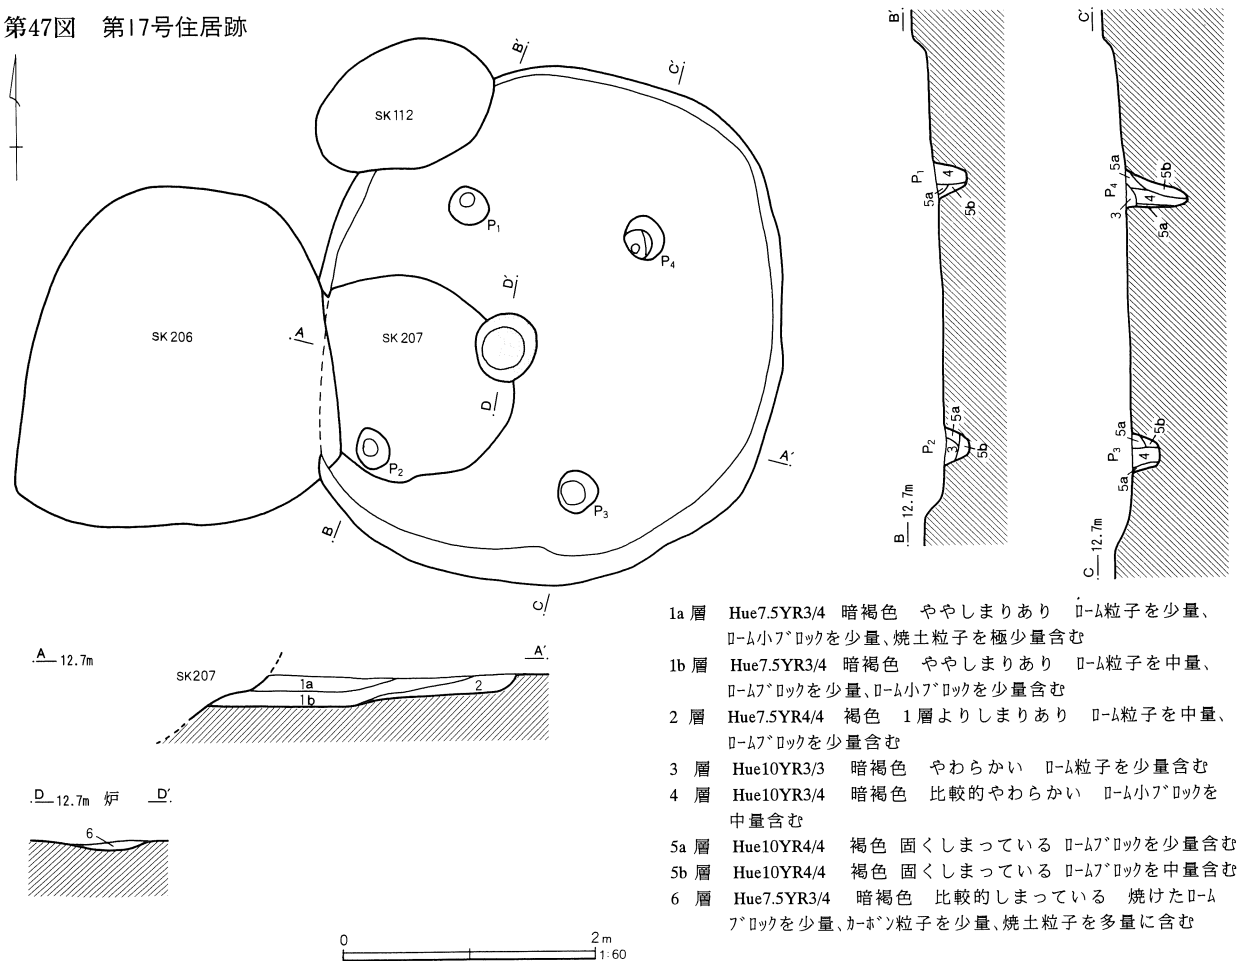 第47図　第17号住居跡
SK112
SK206
SK207
P1
P2
P3
P4
A
A′
B
B′
C
C′
D
D′
B′
P1
4
5a
5b
P2
3
5a
5b
B 12.7m
C′
5a
5b
P4
4
3
5a
5a
5b
P3
4
5a
C 12.7m
A 12.7m
A′
SK207
1a
1b
2
D 12.7m 炉 D′
6
0 2m
1:60
1a 層　Hue7.5YR3/4　暗褐色　ややしまりあり　ﾛｰﾑ粒子を少量、
ﾛｰﾑ小ﾌﾞﾛｯｸを少量、焼土粒子を極少量含む
1b 層　Hue7.5YR3/4　暗褐色　ややしまりあり　ﾛｰﾑ粒子を中量、
ﾛｰﾑﾌﾞﾛｯｸを少量、ﾛｰﾑ小ﾌﾞﾛｯｸを少量含む
2 層　Hue7.5YR4/4　褐色　1層よりしまりあり　ﾛｰﾑ粒子を中量、
ﾛｰﾑﾌﾞﾛｯｸを少量含む
3 層　Hue10YR3/3　暗褐色　やわらかい　ﾛｰﾑ粒子を少量含む
4 層　Hue10YR3/4　暗褐色　比較的やわらかい　ﾛｰﾑ小ﾌﾞﾛｯｸを
中量含む
5a 層　Hue10YR4/4　褐色 固くしまっている ﾛｰﾑﾌﾞﾛｯｸを少量含む
5b 層　Hue10YR4/4　褐色 固くしまっている ﾛｰﾑﾌﾞﾛｯｸを中量含む
6 層　Hue7.5YR3/4　暗褐色　比較的しまっている　焼けたﾛｰﾑ
ﾌﾞﾛｯｸを少量、ｶｰﾎﾞﾝ粒子を少量、焼土粒子を多量に含む